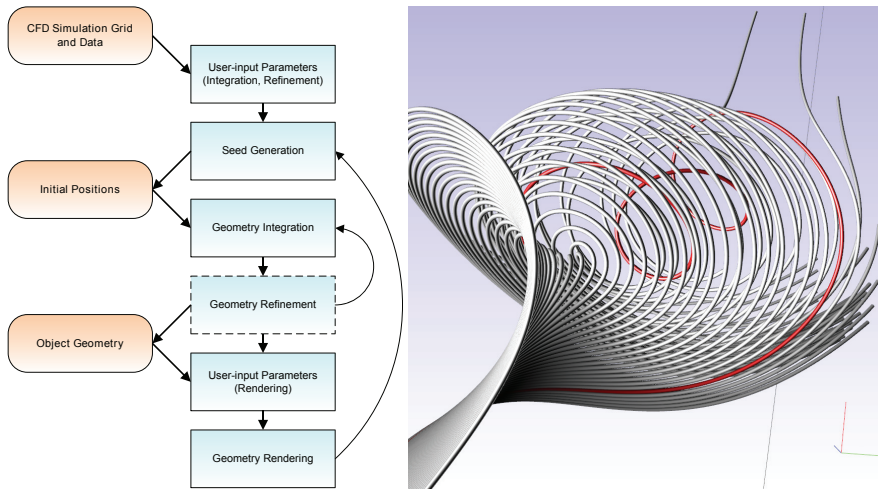 CFD Simulation Grid
and Data
User-input Parameters
(Integration, Refinement)
Seed Generation
Initial Positions
Geometry Integration
Geometry Refinement
Object Geometry
User-input Parameters
(Rendering)
Geometry Rendering